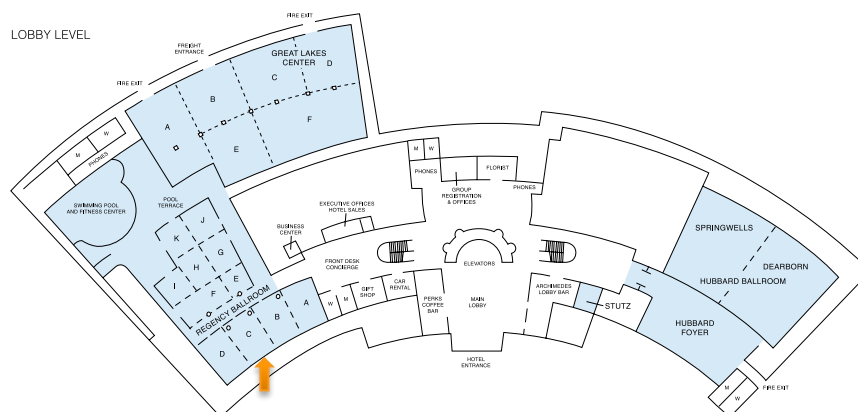 LOBBY LEVEL
FIRE EXIT
FREIGHT
ENTRANCE
FIRE EXIT
GREAT LAKES
CENTER
A
B
C
D
E
F
M
W
PHONES
SWIMMING POOL
AND FITNESS CENTER
POOL
TERRACE
J
K
G
H
I
E
F
REGENCY BALLROOM
A
B
C
D
BUSINESS
CENTER
EXECUTIVE OFFICES
HOTEL SALES
FRONT DESK
CONCIERGE
W
M
GIFT
SHOP
CAR
RENTAL
PERKS
COFFEE
BAR
M
W
PHONES
GROUP
REGISTRATION
& OFFICES
FLORIST
PHONES
ELEVATORS
MAIN
LOBBY
HOTEL
ENTRANCE
ARCHIMEDES
LOBBY BAR
STUTZ
SPRINGWELLS
DEARBORN
HUBBARD BALLROOM
HUBBARD
FOYER
M
W
FIRE EXIT